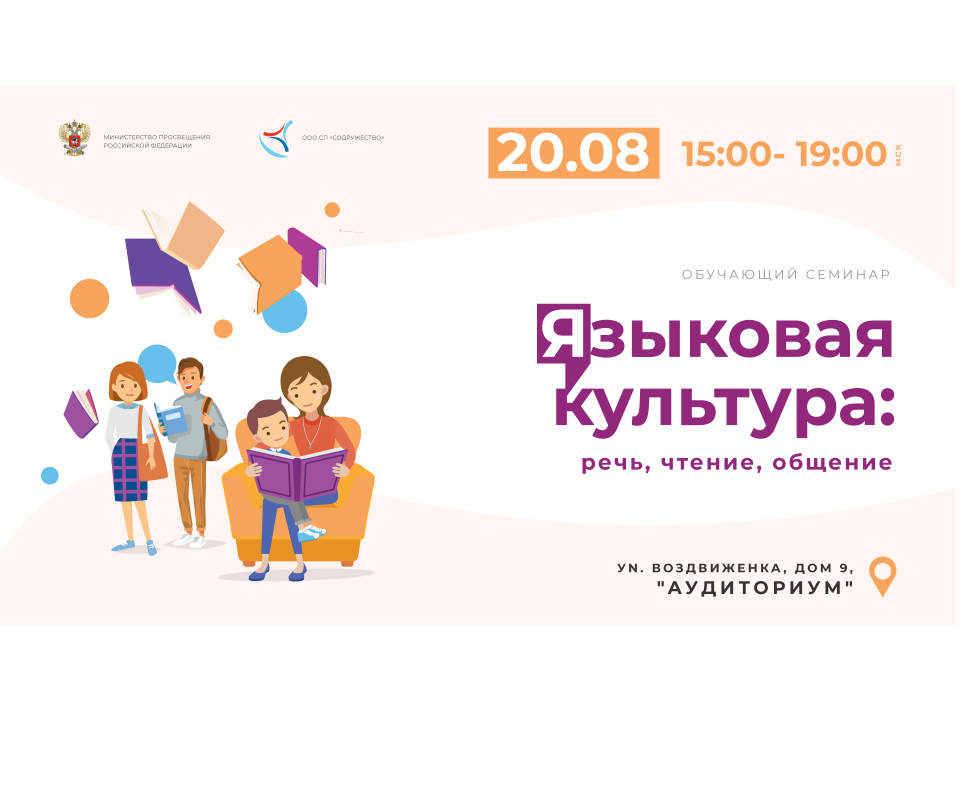 МИНИСТЕРСТВО ПРОСВЕЩЕНИЯ
РОССИЙСКОЙ ФЕДЕРАЦИИ
ООО СП «СОДРУЖЕСТВО»
20.08
15:00- 19:00 МСК
ОБУЧАЮЩИЙ СЕМИНАР
Языковая
культура:
речь, чтение, общение
УN. ВОЗДВИЖЕНКА, ДОМ 9,
"АУДИТОРИУМ"